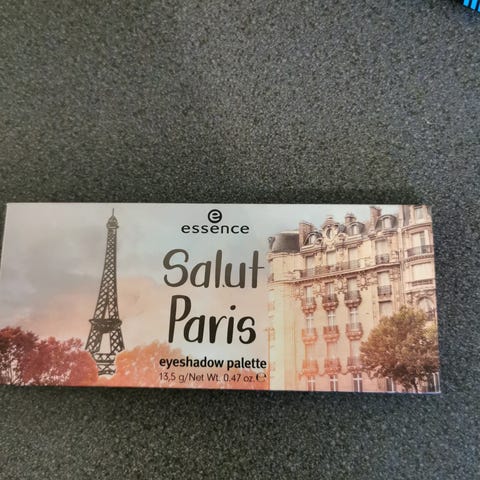 essence
Salut
Paris
eyeshadow palette
13,5 g/Net Wt. 0.47 oz. ℮